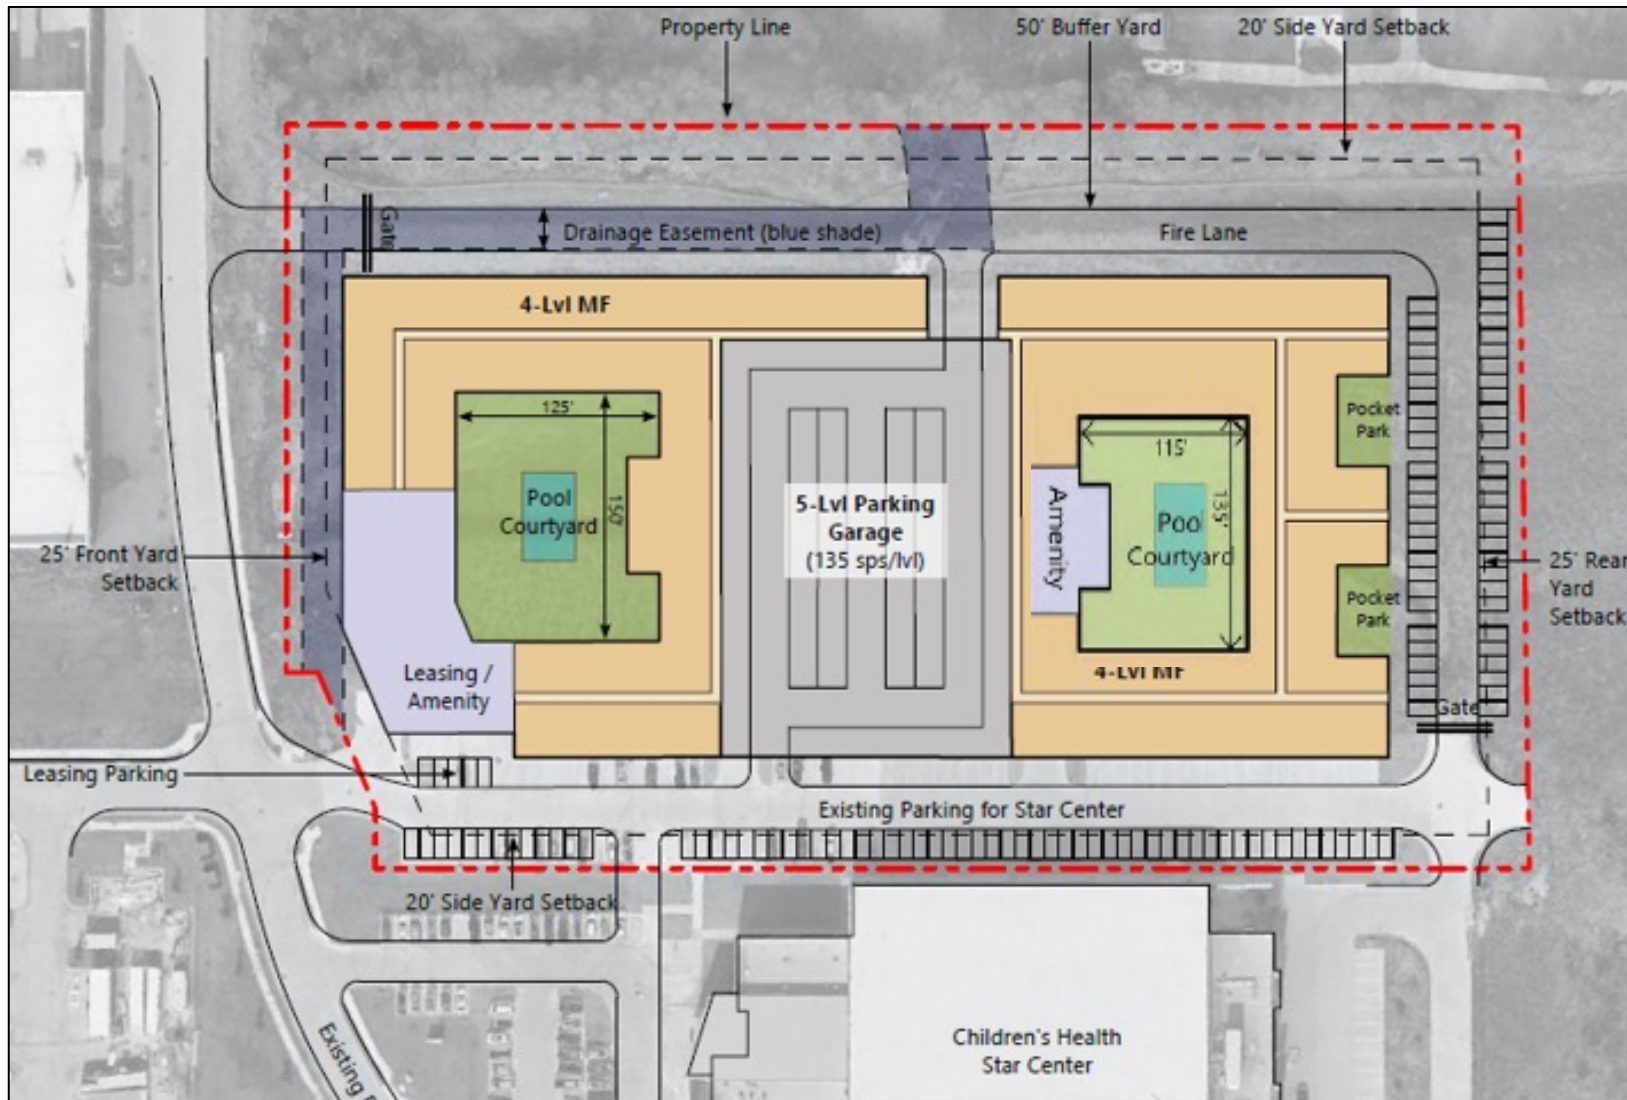 Property Line
50' Buffer Yard
20' Side Yard Setback
Gate
Drainage Easement (blue shade)
Fire Lane
4-Lvl MF
125'
150'
Pool
Courtyard
5-Lvl Parking
Garage
(135 sps/lvl)
115'
135'
Amenity
Pool
Courtyard
Pocket
Park
Pocket
Park
25' Front Yard
Setback
25' Rear
Yard
Setback
Leasing /
Amenity
4-Lvl MF
Gate
Leasing Parking
Existing Parking for Star Center
20' Side Yard Setback
Children's Health
Star Center
Existing